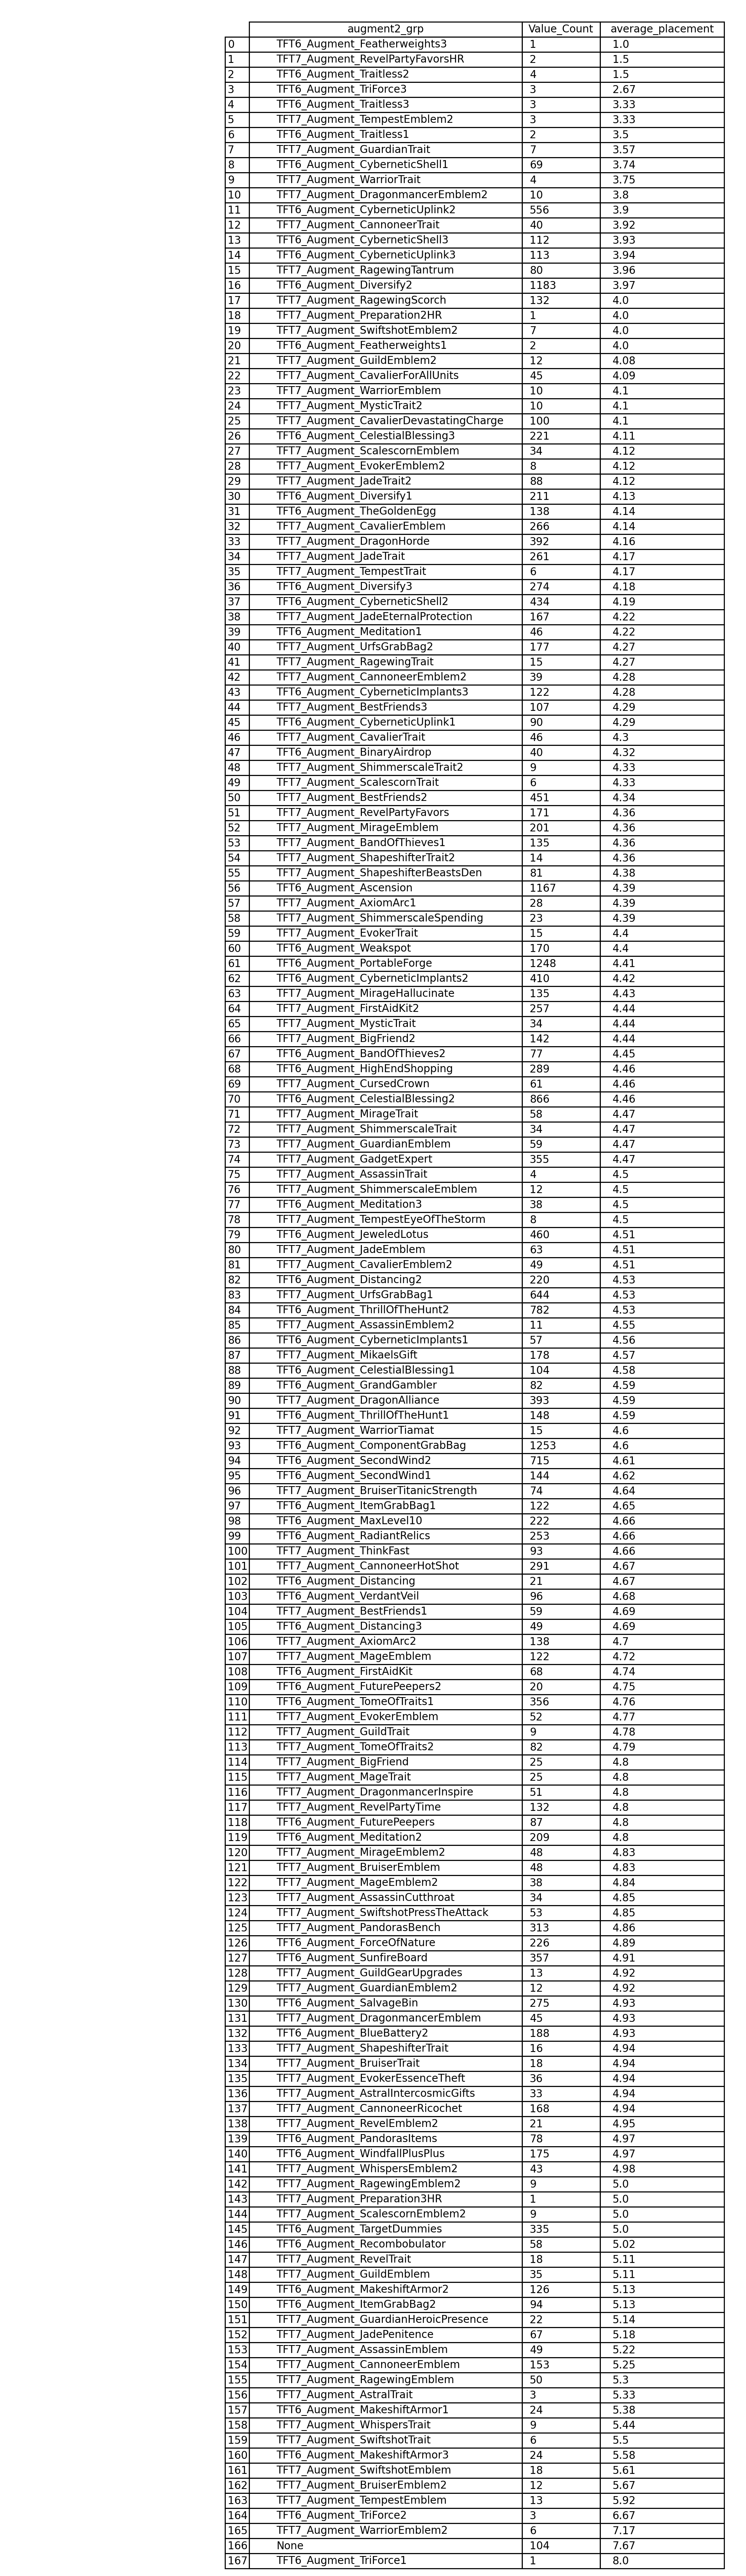 augment2_grp Value_Count average_placement
0 TFT6_Augment_Featherweights3 1 1.0
1 TFT7_Augment_RevelPartyFavorsHR 2 1.5
2 TFT6_Augment_Traitless2 4 1.5
3 TFT6_Augment_TriForce3 3 2.67
4 TFT6_Augment_Traitless3 3 3.33
5 TFT7_Augment_TempestEmblem2 3 3.33
6 TFT6_Augment_Traitless1 2 3.5
7 TFT7_Augment_GuardianTrait 7 3.57
8 TFT6_Augment_CyberneticShell1 69 3.74
9 TFT7_Augment_WarriorTrait 4 3.75
10 TFT7_Augment_DragonmancerEmblem2 10 3.8
11 TFT6_Augment_CyberneticUplink2 556 3.9
12 TFT7_Augment_CannoneerTrait 40 3.92
13 TFT6_Augment_CyberneticShell3 112 3.93
14 TFT6_Augment_CyberneticUplink3 113 3.94
15 TFT7_Augment_RagewingTantrum 80 3.96
16 TFT6_Augment_Diversify2 1183 3.97
17 TFT7_Augment_RagewingScorch 132 4.0
18 TFT7_Augment_Preparation2HR 1 4.0
19 TFT7_Augment_SwiftshotEmblem2 7 4.0
20 TFT6_Augment_Featherweights1 2 4.0
21 TFT7_Augment_GuildEmblem2 12 4.08
22 TFT7_Augment_CavalierForAllUnits 45 4.09
23 TFT7_Augment_WarriorEmblem 10 4.1
24 TFT7_Augment_MysticTrait2 10 4.1
25 TFT7_Augment_CavalierDevastatingCharge 100 4.1
26 TFT6_Augment_CelestialBlessing3 221 4.11
27 TFT7_Augment_ScalescornEmblem 34 4.12
28 TFT7_Augment_EvokerEmblem2 8 4.12
29 TFT7_Augment_JadeTrait2 88 4.12
30 TFT6_Augment_Diversify1 211 4.13
31 TFT6_Augment_TheGoldenEgg 138 4.14
32 TFT7_Augment_CavalierEmblem 266 4.14
33 TFT7_Augment_DragonHorde 392 4.16
34 TFT7_Augment_JadeTrait 261 4.17
35 TFT7_Augment_TempestTrait 6 4.17
36 TFT6_Augment_Diversify3 274 4.18
37 TFT6_Augment_CyberneticShell2 434 4.19
38 TFT7_Augment_JadeEternalProtection 167 4.22
39 TFT6_Augment_Meditation1 46 4.22
40 TFT7_Augment_UrfsGrabBag2 177 4.27
41 TFT7_Augment_RagewingTrait 15 4.27
42 TFT7_Augment_CannoneerEmblem2 39 4.28
43 TFT6_Augment_CyberneticImplants3 122 4.28
44 TFT7_Augment_BestFriends3 107 4.29
45 TFT6_Augment_CyberneticUplink1 90 4.29
46 TFT7_Augment_CavalierTrait 46 4.3
47 TFT6_Augment_BinaryAirdrop 40 4.32
48 TFT7_Augment_ShimmerscaleTrait2 9 4.33
49 TFT7_Augment_ScalescornTrait 6 4.33
50 TFT7_Augment_BestFriends2 451 4.34
51 TFT7_Augment_RevelPartyFavors 171 4.36
52 TFT7_Augment_MirageEmblem 201 4.36
53 TFT7_Augment_BandOfThieves1 135 4.36
54 TFT7_Augment_ShapeshifterTrait2 14 4.36
55 TFT7_Augment_ShapeshifterBeastsDen 81 4.38
56 TFT6_Augment_Ascension 1167 4.39
57 TFT7_Augment_AxiomArc1 28 4.39
58 TFT7_Augment_ShimmerscaleSpending 23 4.39
59 TFT7_Augment_EvokerTrait 15 4.4
60 TFT6_Augment_Weakspot 170 4.4
61 TFT6_Augment_PortableForge 1248 4.41
62 TFT6_Augment_CyberneticImplants2 410 4.42
63 TFT7_Augment_MirageHallucinate 135 4.43
64 TFT7_Augment_FirstAidKit2 257 4.44
65 TFT7_Augment_MysticTrait 34 4.44
66 TFT7_Augment_BigFriend2 142 4.44
67 TFT6_Augment_BandOfThieves2 77 4.45
68 TFT6_Augment_HighEndShopping 289 4.46
69 TFT7_Augment_CursedCrown 61 4.46
70 TFT6_Augment_CelestialBlessing2 866 4.46
71 TFT7_Augment_MirageTrait 58 4.47
72 TFT7_Augment_ShimmerscaleTrait 34 4.47
73 TFT7_Augment_GuardianEmblem 59 4.47
74 TFT7_Augment_GadgetExpert 355 4.47
75 TFT7_Augment_AssassinTrait 4 4.5
76 TFT7_Augment_ShimmerscaleEmblem 12 4.5
77 TFT6_Augment_Meditation3 38 4.5
78 TFT7_Augment_TempestEyeOfTheStorm 8 4.5
79 TFT6_Augment_JeweledLotus 460 4.51
80 TFT7_Augment_JadeEmblem 63 4.51
81 TFT7_Augment_CavalierEmblem2 49 4.51
82 TFT6_Augment_Distancing2 220 4.53
83 TFT7_Augment_UrfsGrabBag1 644 4.53
84 TFT6_Augment_ThrillOfTheHunt2 782 4.53
85 TFT7_Augment_AssassinEmblem2 11 4.55
86 TFT6_Augment_CyberneticImplants1 57 4.56
87 TFT7_Augment_MikaelsGift 178 4.57
88 TFT6_Augment_CelestialBlessing1 104 4.58
89 TFT6_Augment_GrandGambler 82 4.59
90 TFT7_Augment_DragonAlliance 393 4.59
91 TFT6_Augment_ThrillOfTheHunt1 148 4.59
92 TFT7_Augment_WarriorTiamat 15 4.6
93 TFT6_Augment_ComponentGrabBag 1253 4.6
94 TFT6_Augment_SecondWind2 715 4.61
95 TFT6_Augment_SecondWind1 144 4.62
96 TFT7_Augment_BruiserTitanicStrength 74 4.64
97 TFT6_Augment_ItemGrabBag1 122 4.65
98 TFT6_Augment_MaxLevel10 222 4.66
99 TFT6_Augment_RadiantRelics 253 4.66
100 TFT7_Augment_ThinkFast 93 4.66
101 TFT7_Augment_CannoneerHotShot 291 4.67
102 TFT6_Augment_Distancing 21 4.67
103 TFT6_Augment_VerdantVeil 96 4.68
104 TFT7_Augment_BestFriends1 59 4.69
105 TFT6_Augment_Distancing3 49 4.69
106 TFT7_Augment_AxiomArc2 138 4.7
107 TFT7_Augment_MageEmblem 122 4.72
108 TFT6_Augment_FirstAidKit 68 4.74
109 TFT7_Augment_FuturePeepers2 20 4.75
110 TFT6_Augment_TomeOfTraits1 356 4.76
111 TFT7_Augment_EvokerEmblem 52 4.77
112 TFT7_Augment_GuildTrait 9 4.78
113 TFT7_Augment_TomeOfTraits2 82 4.79
114 TFT7_Augment_BigFriend 25 4.8
115 TFT7_Augment_MageTrait 25 4.8
116 TFT7_Augment_DragonmancerInspire 51 4.8
117 TFT7_Augment_RevelPartyTime 132 4.8
118 TFT6_Augment_FuturePeepers 87 4.8
119 TFT6_Augment_Meditation2 209 4.8
120 TFT7_Augment_MirageEmblem2 48 4.83
121 TFT7_Augment_BruiserEmblem 48 4.83
122 TFT7_Augment_MageEmblem2 38 4.84
123 TFT7_Augment_AssassinCutthroat 34 4.85
124 TFT7_Augment_SwiftshotPressTheAttack 53 4.85
125 TFT7_Augment_PandorasBench 313 4.86
126 TFT6_Augment_ForceOfNature 226 4.89
127 TFT6_Augment_SunfireBoard 357 4.91
128 TFT7_Augment_GuildGearUpgrades 13 4.92
129 TFT7_Augment_GuardianEmblem2 12 4.92
130 TFT6_Augment_SalvageBin 275 4.93
131 TFT7_Augment_DragonmancerEmblem 45 4.93
132 TFT6_Augment_BlueBattery2 188 4.93
133 TFT7_Augment_ShapeshifterTrait 16 4.94
134 TFT7_Augment_BruiserTrait 18 4.94
135 TFT7_Augment_EvokerEssenceTheft 36 4.94
136 TFT7_Augment_AstralIntercosmicGifts 33 4.94
137 TFT7_Augment_CannoneerRicochet 168 4.94
138 TFT7_Augment_RevelEmblem2 21 4.95
139 TFT6_Augment_PandorasItems 78 4.97
140 TFT6_Augment_WindfallPlusPlus 175 4.97
141 TFT7_Augment_WhispersEmblem2 43 4.98
142 TFT7_Augment_RagewingEmblem2 9 5.0
143 TFT7_Augment_Preparation3HR 1 5.0
144 TFT7_Augment_ScalescornEmblem2 9 5.0
145 TFT6_Augment_TargetDummies 335 5.0
146 TFT6_Augment_Recombobulator 58 5.02
147 TFT7_Augment_RevelTrait 18 5.11
148 TFT7_Augment_GuildEmblem 35 5.11
149 TFT6_Augment_MakeshiftArmor2 126 5.13
150 TFT6_Augment_ItemGrabBag2 94 5.13
151 TFT7_Augment_GuardianHeroicPresence 22 5.14
152 TFT7_Augment_JadePenitence 67 5.18
153 TFT7_Augment_AssassinEmblem 49 5.22
154 TFT7_Augment_CannoneerEmblem 153 5.25
155 TFT7_Augment_RagewingEmblem 50 5.3
156 TFT7_Augment_AstralTrait 3 5.33
157 TFT6_Augment_MakeshiftArmor1 24 5.38
158 TFT7_Augment_WhispersTrait 9 5.44
159 TFT7_Augment_SwiftshotTrait 6 5.5
160 TFT6_Augment_MakeshiftArmor3 24 5.58
161 TFT7_Augment_SwiftshotEmblem 18 5.61
162 TFT7_Augment_BruiserEmblem2 12 5.67
163 TFT7_Augment_TempestEmblem 13 5.92
164 TFT6_Augment_TriForce2 3 6.67
165 TFT7_Augment_WarriorEmblem2 6 7.17
166 None 104 7.67
167 TFT6_Augment_TriForce1 1 8.0